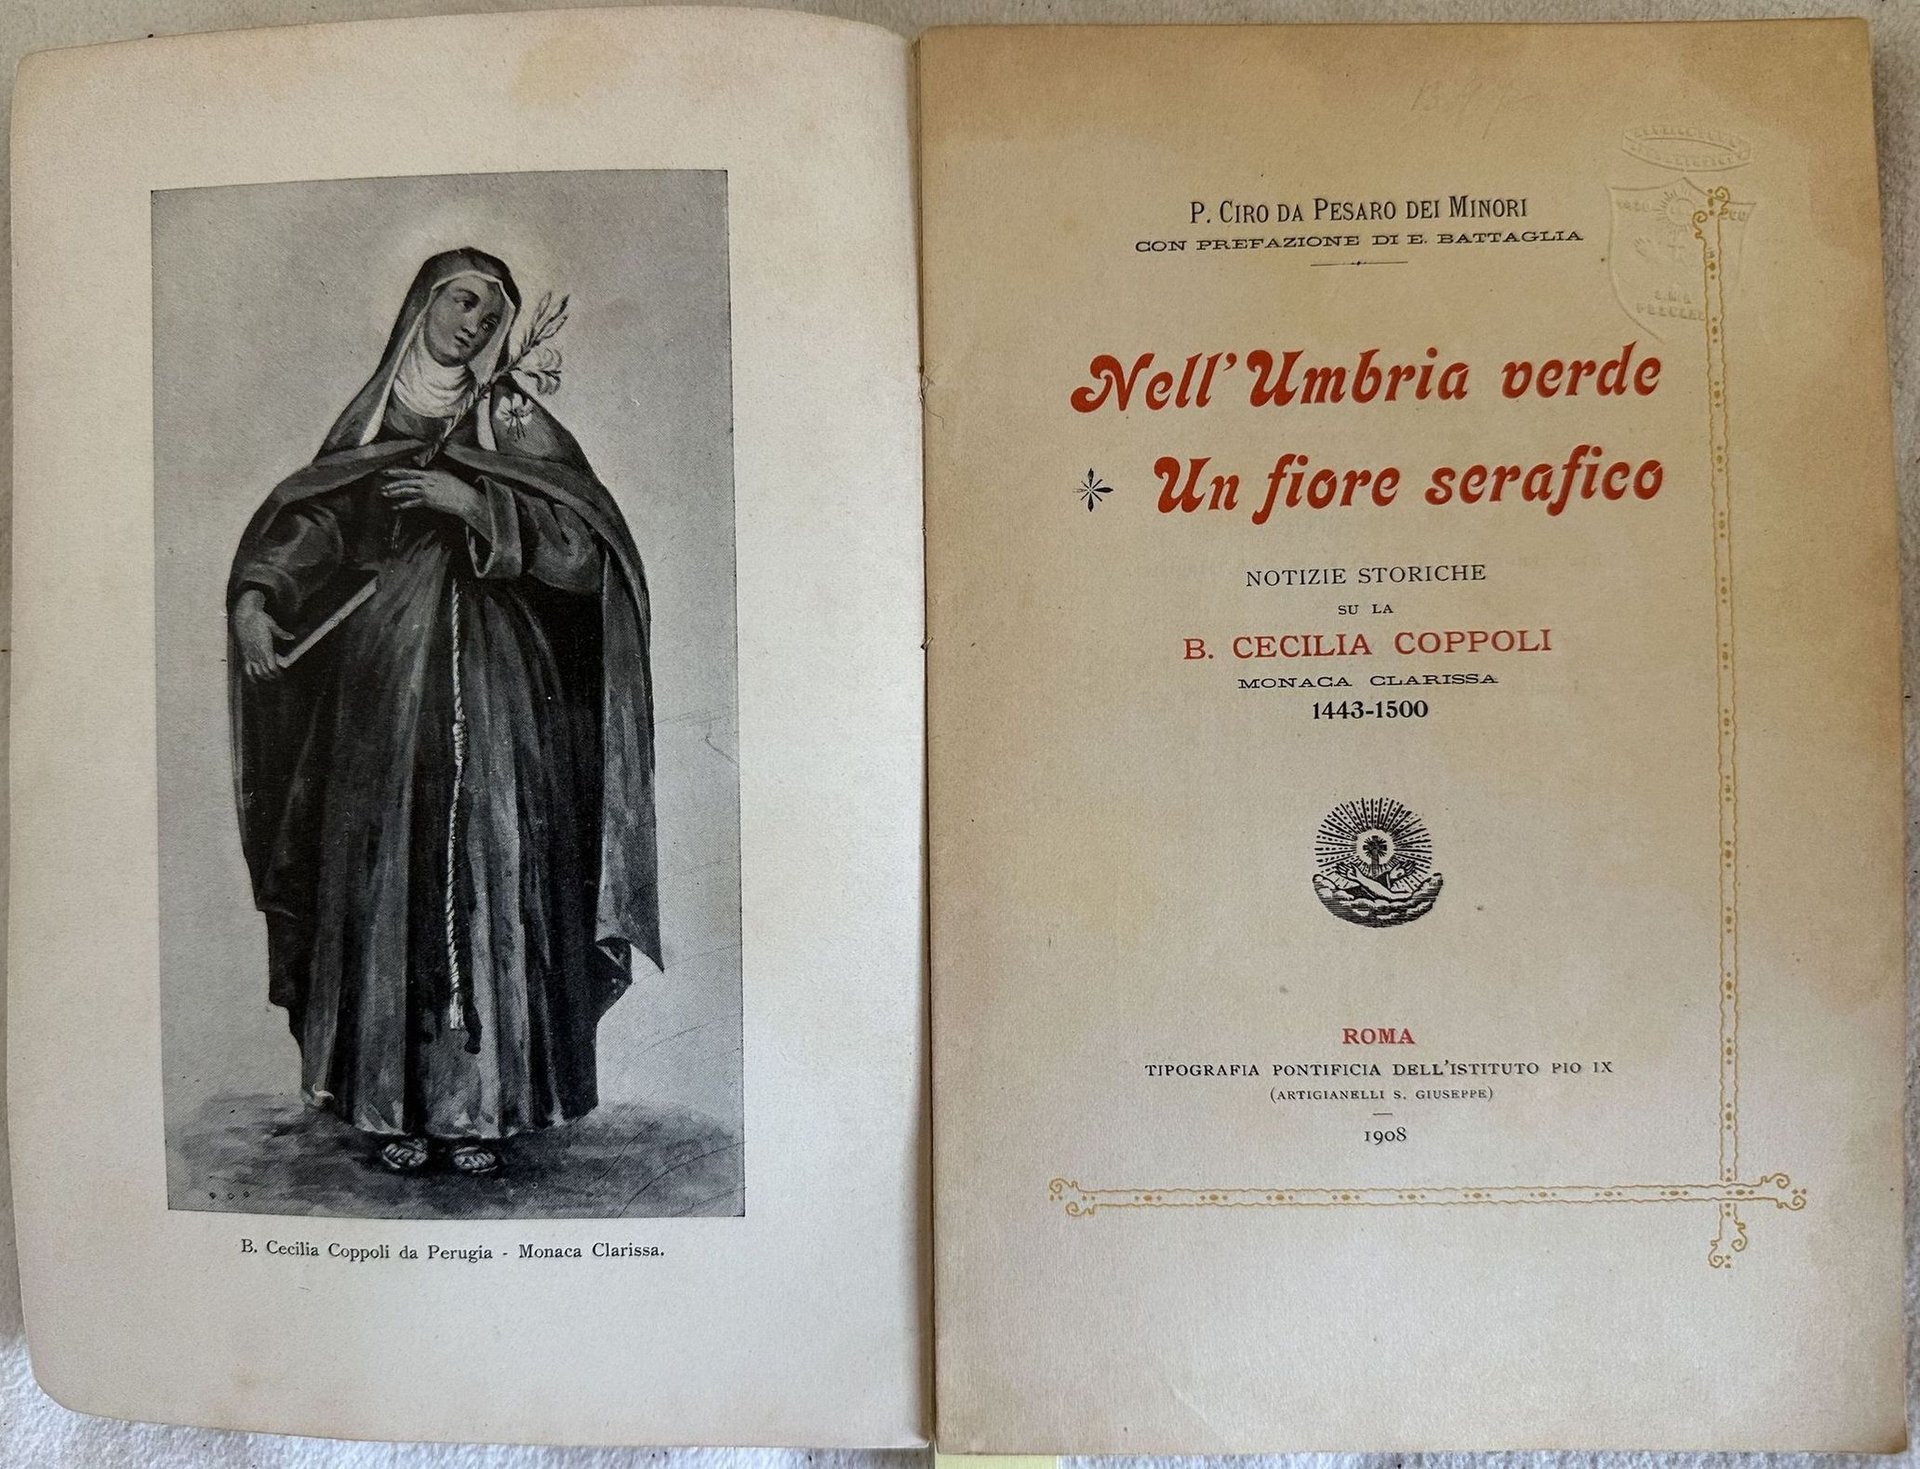 B. Cecilia Coppoli da Perugia - Monaca Clarissa.
P. CIRO DA PESARO DEI MINORI
CON PREFAZIONE DI E. BATTAGLIA
Nell'Umbria verde
Un fiore serafico
NOTIZIE STORICHE
SU LA
B. CECILIA COPPOLI
MONACA CLARISSA
1443-1500
ROMA
TIPOGRAFIA PONTIFICIA DELL'ISTITUTO PIO IX
(ARTIGIANELLI S. GIUSEPPE)
1908